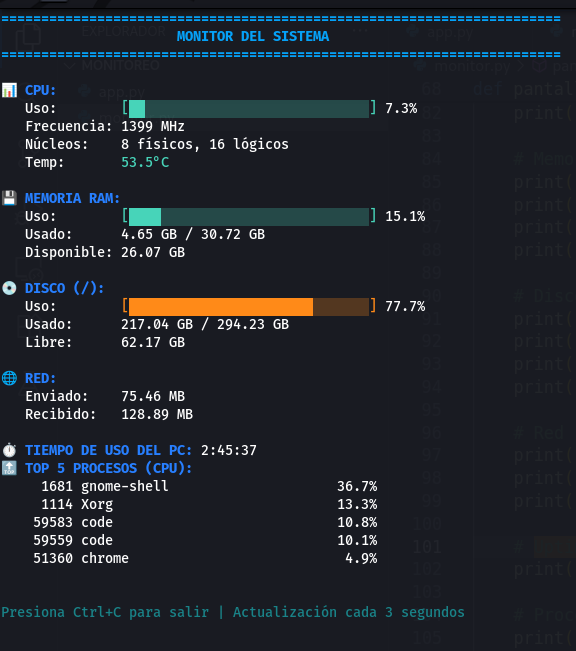 MONITOR DEL SISTEMA
CPU:
Uso: [ ] 7.3%
Frecuencia: 1399 MHz
Núcleos: 8 físicos, 16 lógicos
Temp: 53.5°C
MEMORIA RAM:
Uso: [ ] 15.1%
Usado: 4.65 GB / 30.72 GB
Disponible: 26.07 GB
DISCO (/):
Uso: [ ] 77.7%
Usado: 217.04 GB / 294.23 GB
Libre: 62.17 GB
RED:
Enviado: 75.46 MB
Recibido: 128.89 MB
TIEMPO DE USO DEL PC: 2:45:37
TOP 5 PROCESOS (CPU):
1681 gnome-shell 36.7%
1114 Xorg 13.3%
59583 code 10.8%
59559 code 10.1%
51360 chrome 4.9%
Presiona Ctrl+C para salir | Actualización cada 3 segundos